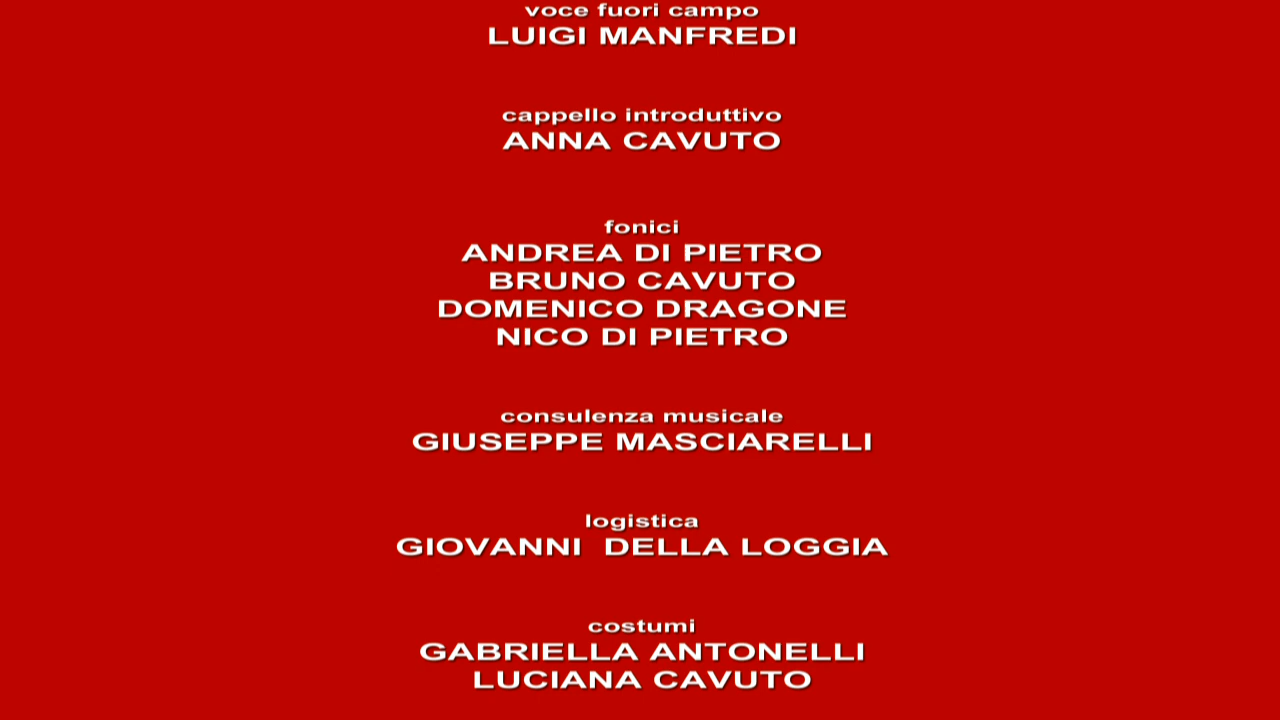 voce fuori campo
LUIGI MANFREDI
cappello introduttivo
ANNA CAVUTO
fonici
ANDREA DI PIETRO
BRUNO CAVUTO
DOMENICO DRAGONE
NICO DI PIETRO
consulenza musicale
GIUSEPPE MASCIARELLI
logistica
GIOVANNI  DELLA LOGGIA
costumi
GABRIELLA ANTONELLI
LUCIANA CAVUTO